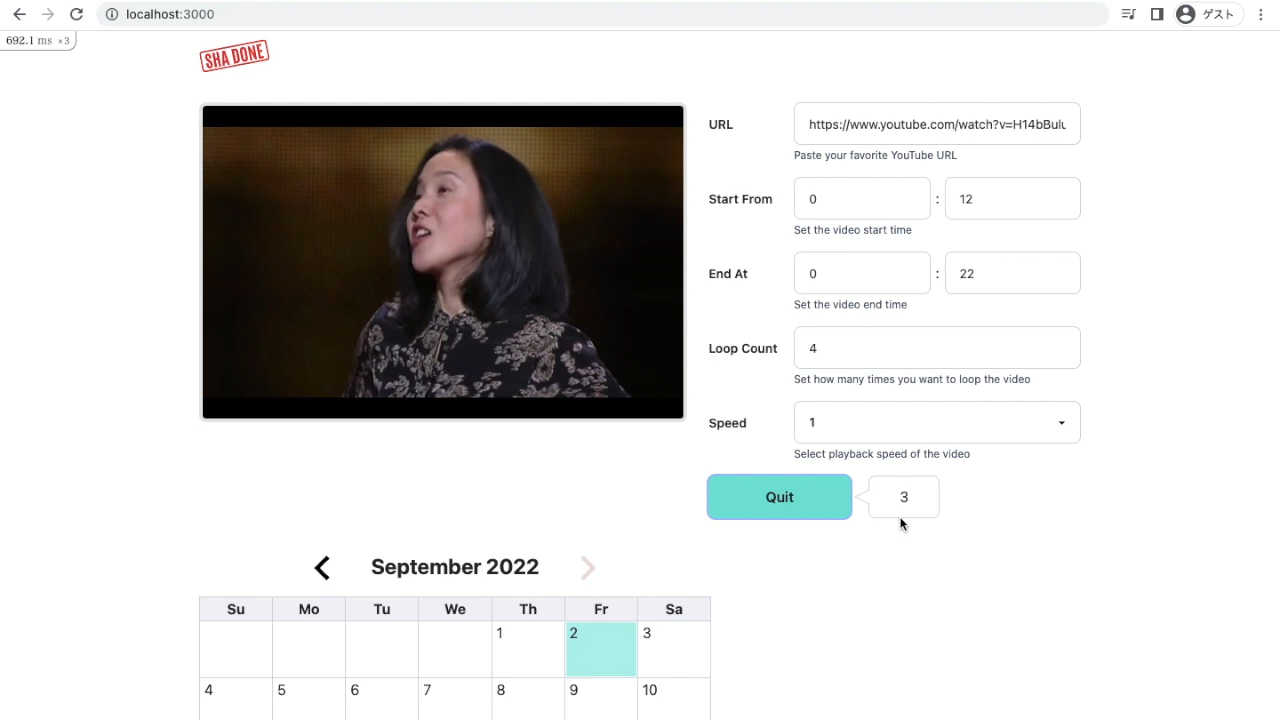 localhost:3000
ゲスト
692.1 ms ×3
SHA DONE
URL
https://www.youtube.com/watch?v=H14bBulu
Paste your favorite YouTube URL
Start From
0 : 12
Set the video start time
End At
0 : 22
Set the video end time
Loop Count
4
Set how many times you want to loop the video
Speed
1
Select playback speed of the video
Quit
3
September 2022
Su Mo Tu We Th Fr Sa
1 2 3
4 5 6 7 8 9 10